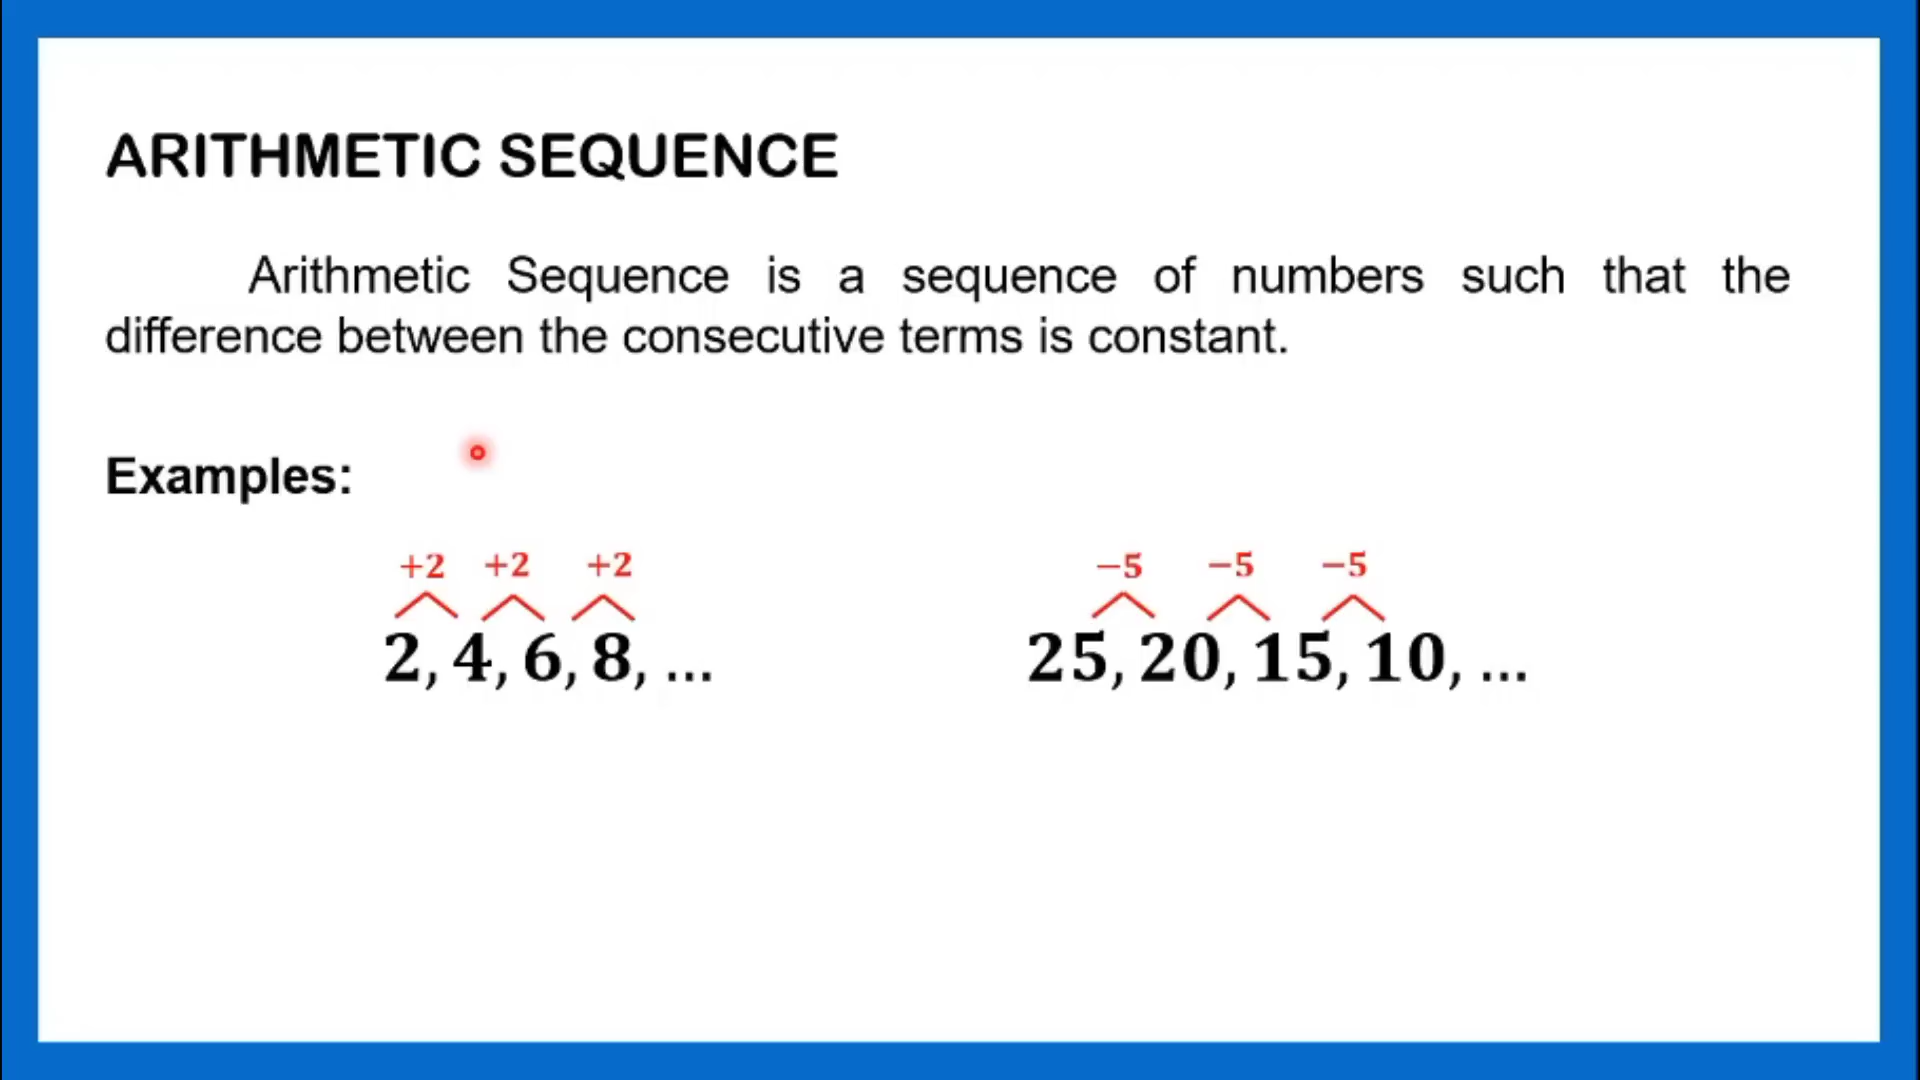 ARITHMETIC SEQUENCE
Arithmetic Sequence is a sequence of numbers such that the
difference between the consecutive terms is constant.
Examples:
+2 +2 +2 −5 −5 −5
2, 4, 6, 8, ... 25, 20, 15, 10, ...